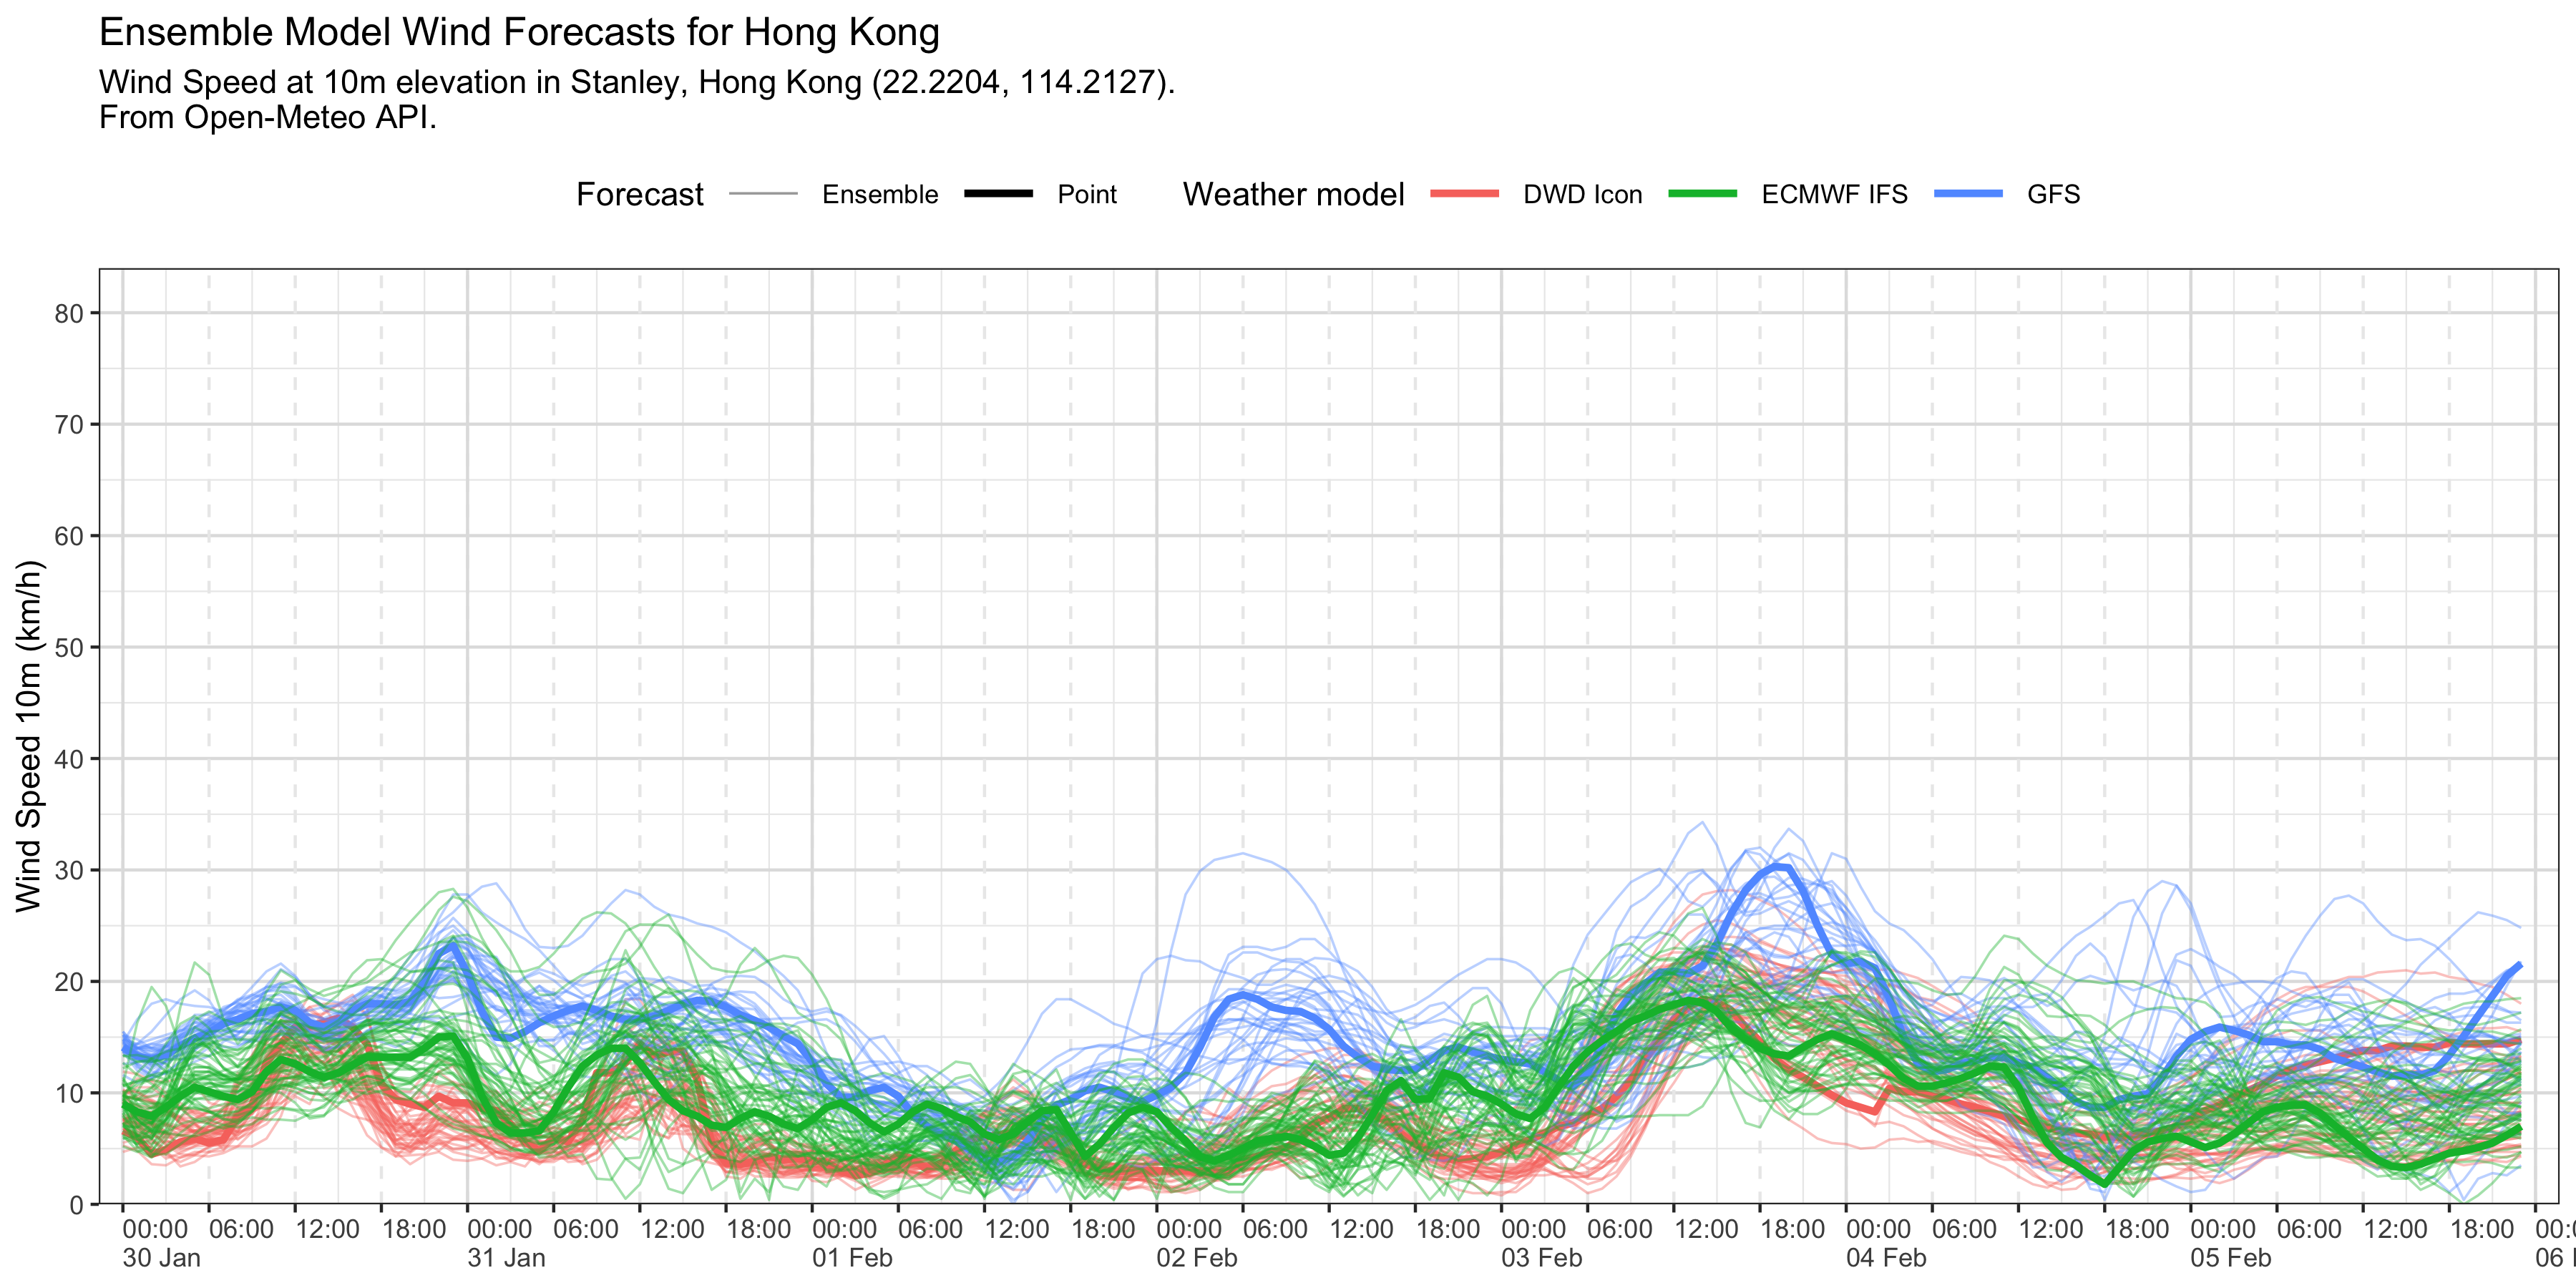 Ensemble Model Wind Forecasts for Hong Kong
Wind Speed at 10m elevation in Stanley, Hong Kong (22.2204, 114.2127).
From Open-Meteo API.
Forecast Ensemble Point Weather model DWD Icon ECMWF IFS GFS
Wind Speed 10m (km/h)
80
70
60
50
40
30
20
10
0
00:00 06:00 12:00 18:00 00:00 06:00 12:00 18:00 00:00 06:00 12:00 18:00 00:00 06:00 12:00 18:00 00:00 06:00 12:00 18:00 00:00 06:00 12:00 18:00 00:00 06:00 12:00 18:00 00:0
30 Jan 31 Jan 01 Feb 02 Feb 03 Feb 04 Feb 05 Feb 06